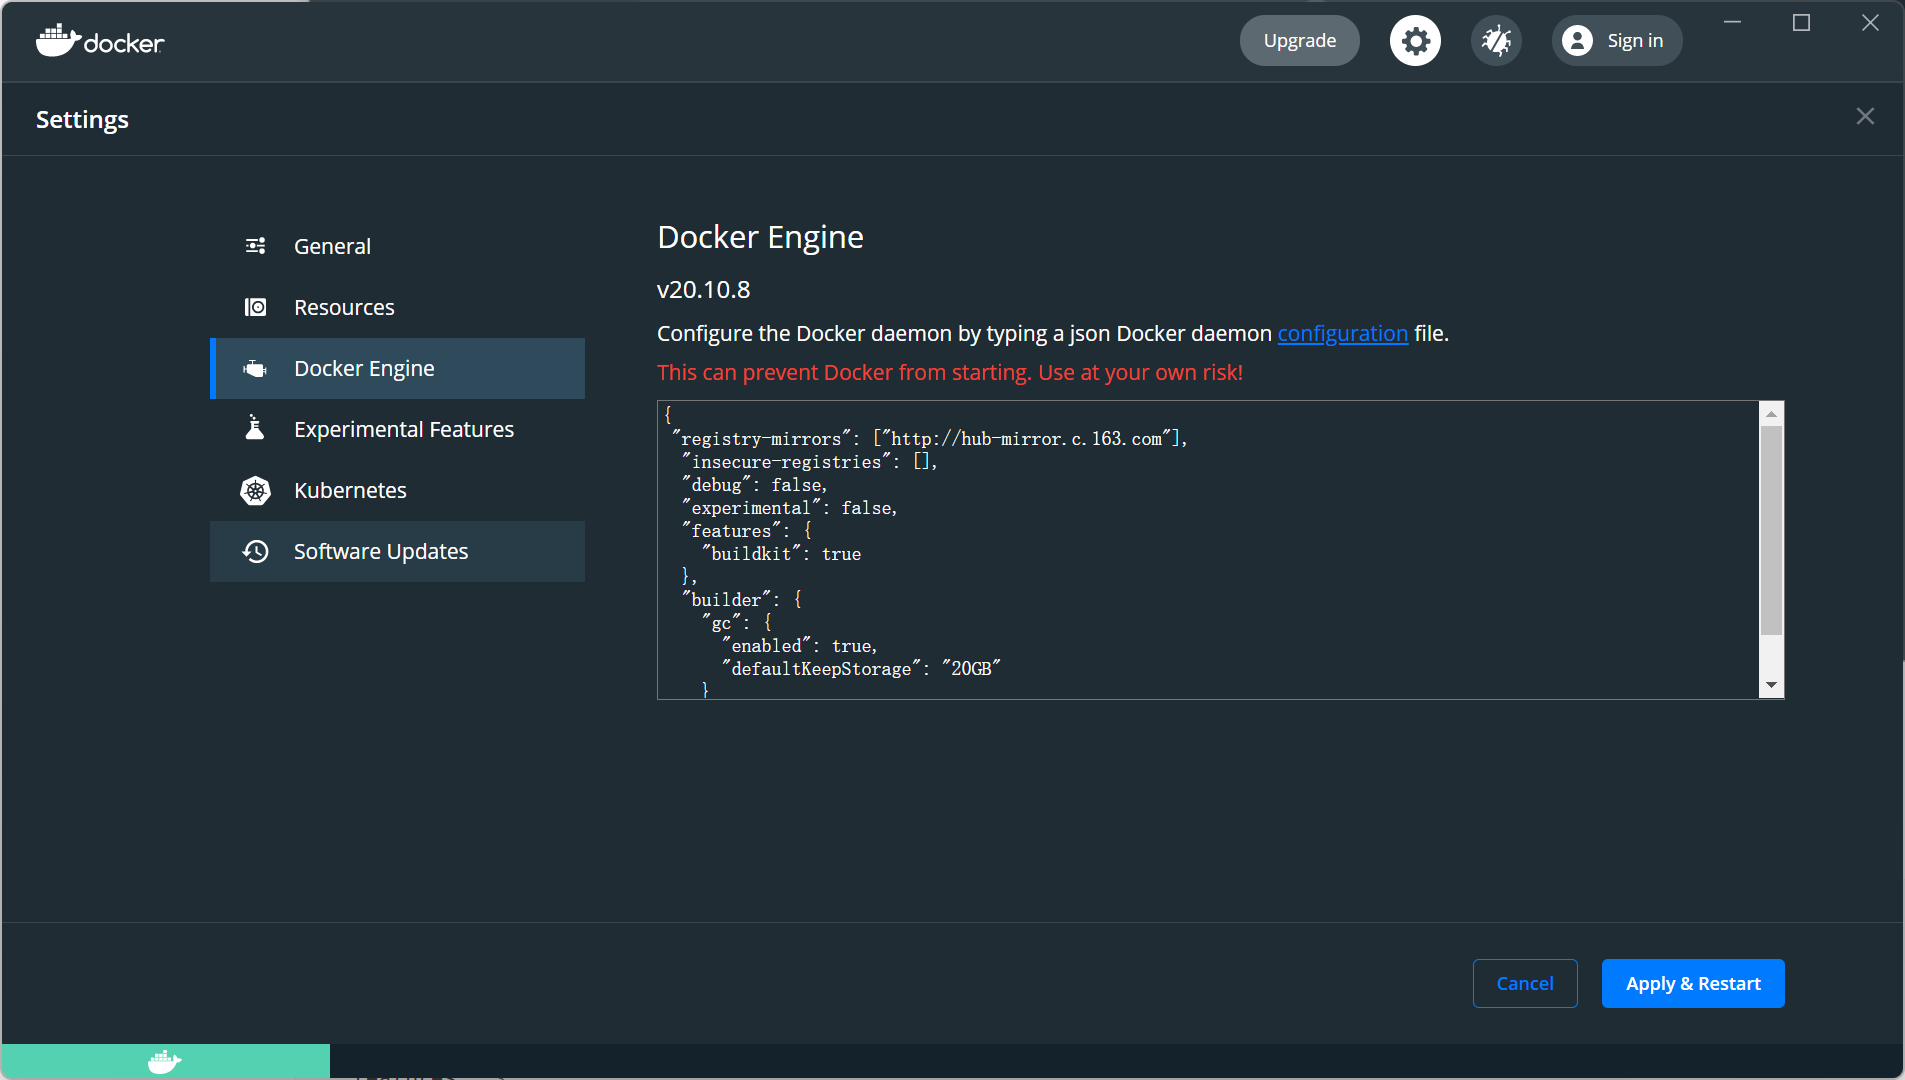 docker
Upgrade
Sign in
Settings
General
Resources
Docker Engine
Experimental Features
Kubernetes
Software Updates
Docker Engine
v20.10.8
Configure the Docker daemon by typing a json Docker daemon configuration file.
This can prevent Docker from starting. Use at your own risk!
{
"registry-mirrors": ["http://hub-mirror.c.163.com"],
"insecure-registries": [],
"debug": false,
"experimental": false,
"features": {
"buildkit": true
},
"builder": {
"gc": {
"enabled": true,
"defaultKeepStorage": "20GB"
}
Cancel
Apply & Restart